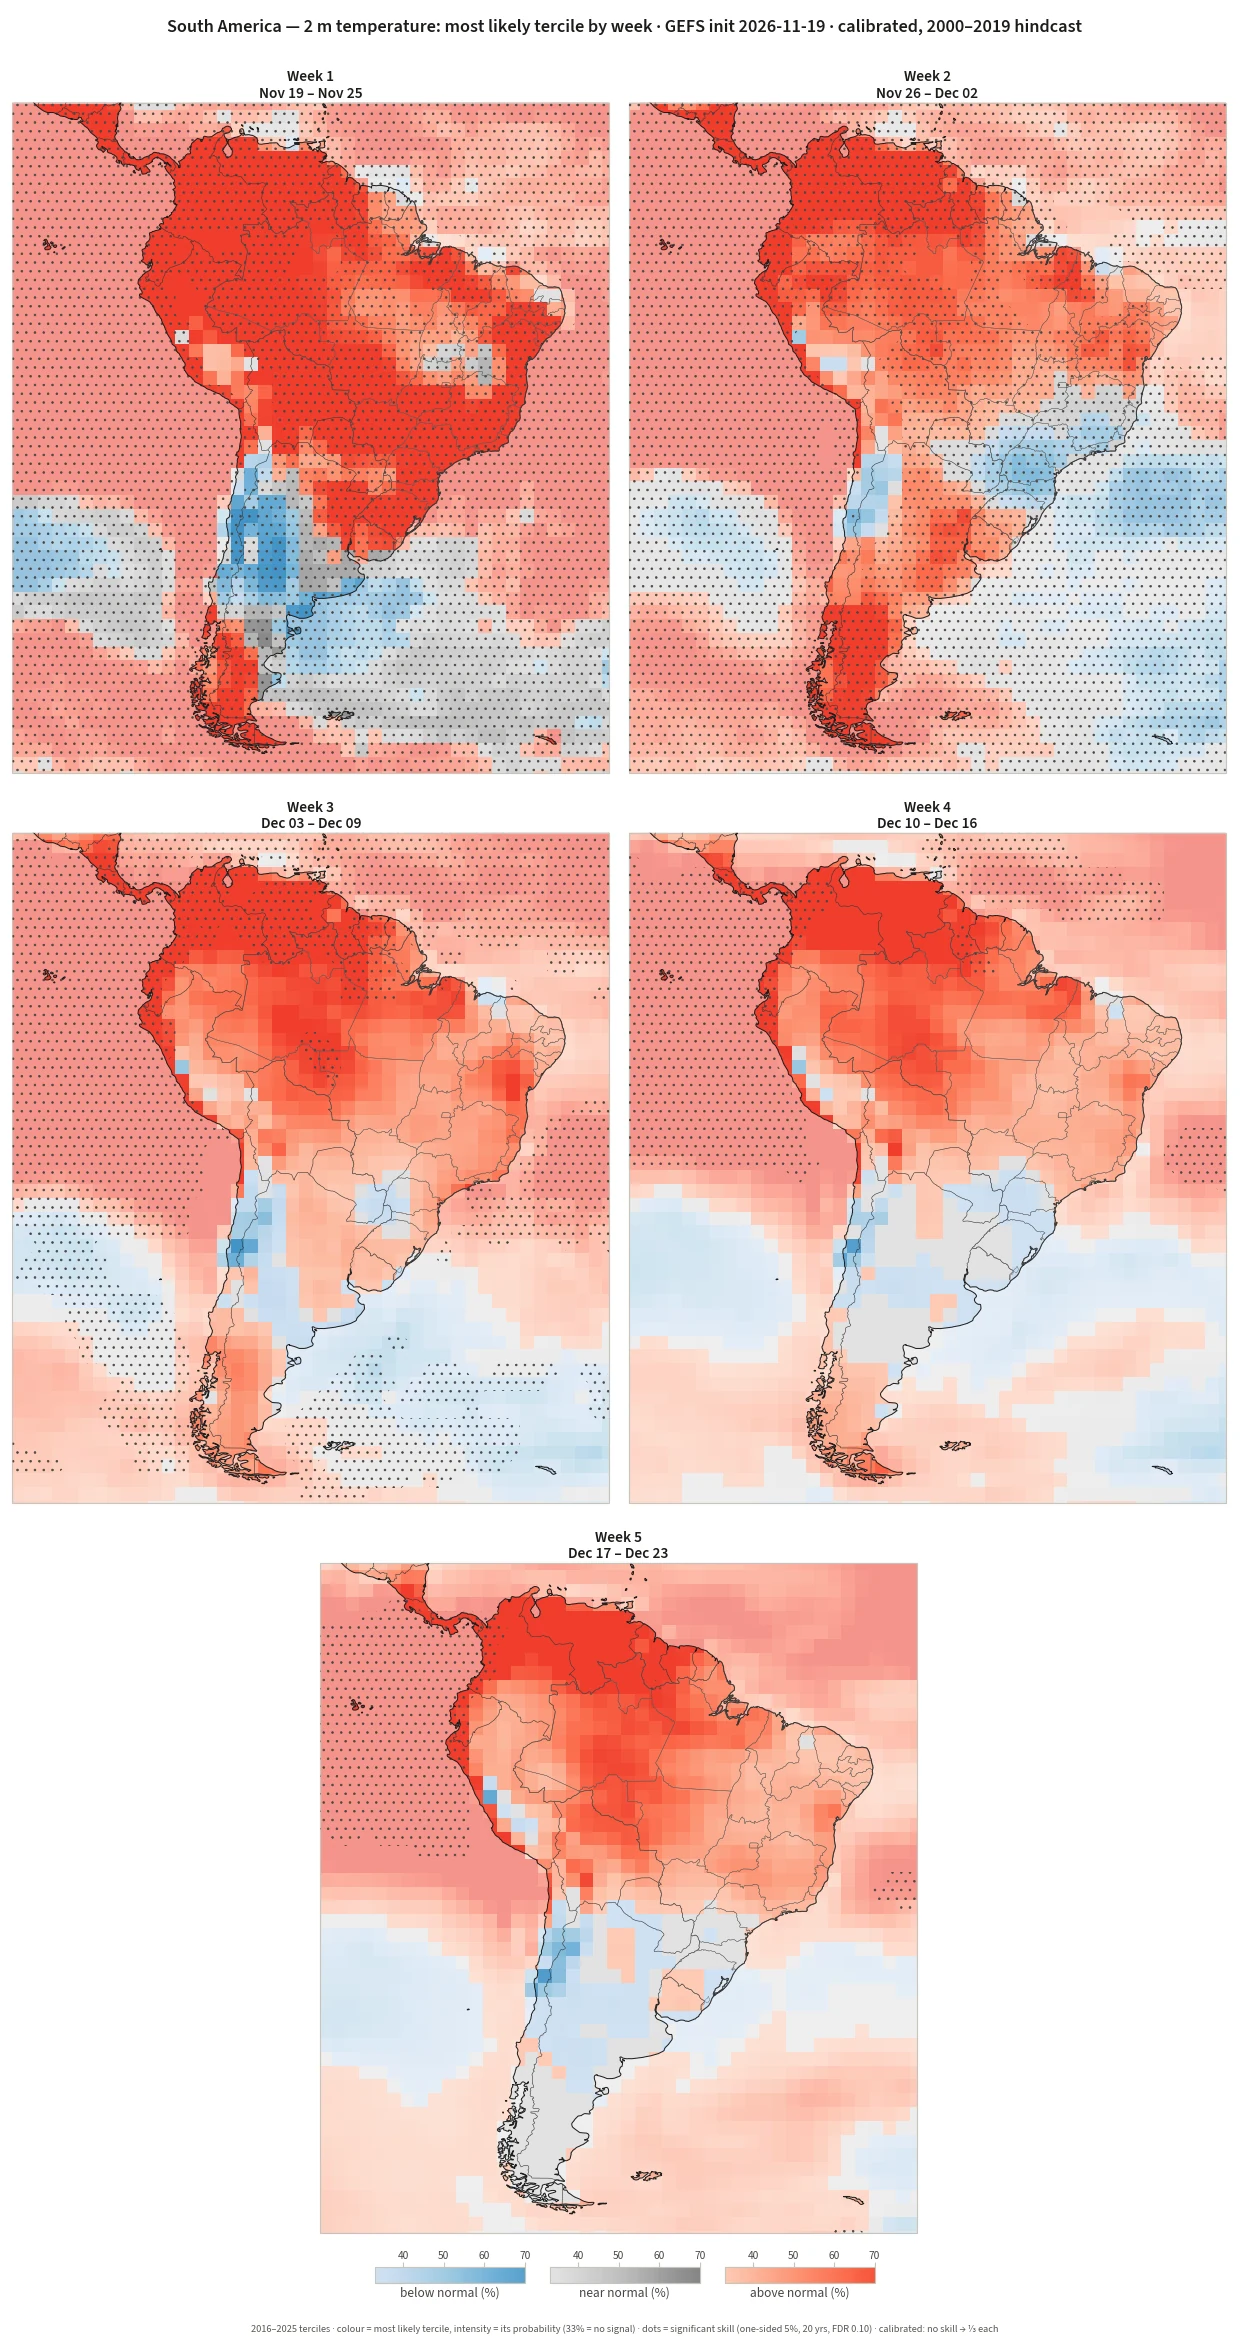 South America — 2 m temperature: most likely tercile by week · GEFS init 2026-11-19 · calibrated, 2000–2019 hindcast
Week 1
Nov 19 – Nov 25
Week 2
Nov 26 – Dec 02
Week 3
Dec 03 – Dec 09
Week 4
Dec 10 – Dec 16
Week 5
Dec 17 – Dec 23
40 50 60 70
below normal (%)
40 50 60 70
near normal (%)
40 50 60 70
above normal (%)
2016–2025 terciles · colour = most likely tercile, intensity = its probability (33% = no signal) · dots = significant skill (one-sided 5%, 20 yrs, FDR 0.10) · calibrated: no skill → ⅓ each